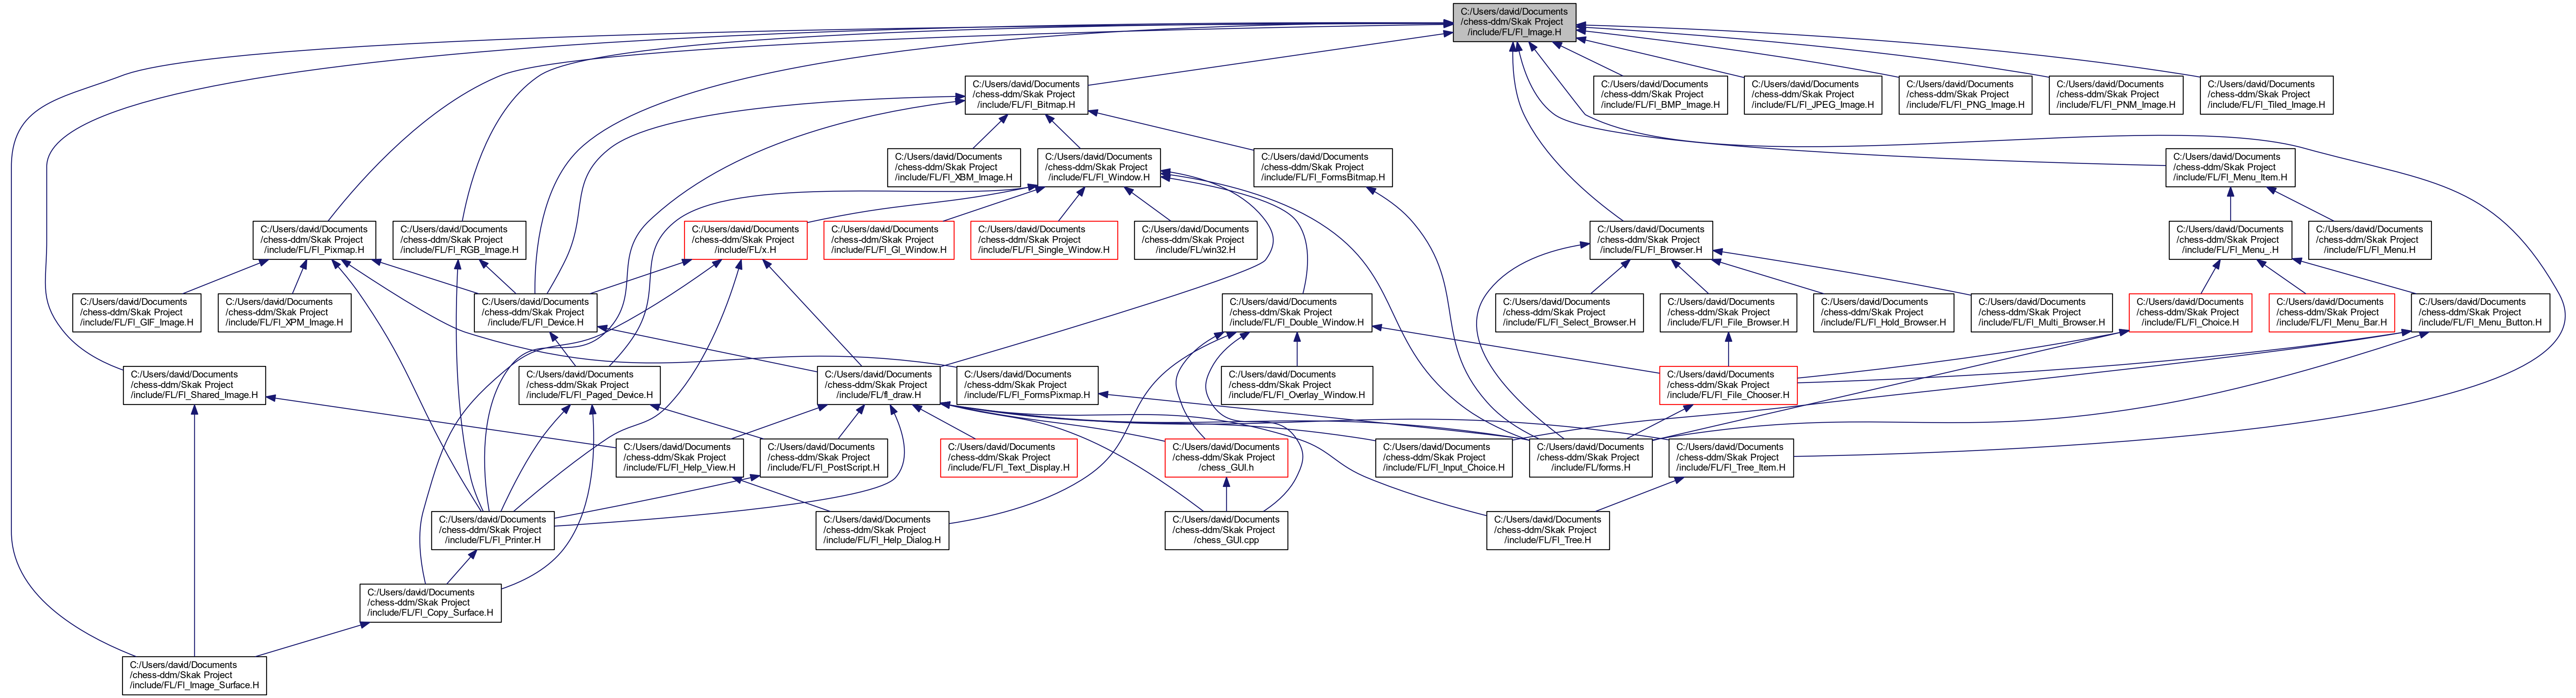 C:/Users/david/Documents
/chess-ddm/Skak Project
/include/FL/Fl_Image.H
C:/Users/david/Documents
/chess-ddm/Skak Project
/include/FL/Fl_Bitmap.H
C:/Users/david/Documents
/chess-ddm/Skak Project
/include/FL/Fl_BMP_Image.H
C:/Users/david/Documents
/chess-ddm/Skak Project
/include/FL/Fl_JPEG_Image.H
C:/Users/david/Documents
/chess-ddm/Skak Project
/include/FL/Fl_PNG_Image.H
C:/Users/david/Documents
/chess-ddm/Skak Project
/include/FL/Fl_PNM_Image.H
C:/Users/david/Documents
/chess-ddm/Skak Project
/include/FL/Fl_Tiled_Image.H
C:/Users/david/Documents
/chess-ddm/Skak Project
/include/FL/Fl_XBM_Image.H
C:/Users/david/Documents
/chess-ddm/Skak Project
/include/FL/Fl_Window.H
C:/Users/david/Documents
/chess-ddm/Skak Project
/include/FL/Fl_FormsBitmap.H
C:/Users/david/Documents
/chess-ddm/Skak Project
/include/FL/Fl_Menu_Item.H
C:/Users/david/Documents
/chess-ddm/Skak Project
/include/FL/Fl_Pixmap.H
C:/Users/david/Documents
/chess-ddm/Skak Project
/include/FL/Fl_RGB_Image.H
C:/Users/david/Documents
/chess-ddm/Skak Project
/include/FL/x.H
C:/Users/david/Documents
/chess-ddm/Skak Project
/include/FL/Fl_Gl_Window.H
C:/Users/david/Documents
/chess-ddm/Skak Project
/include/FL/Fl_Single_Window.H
C:/Users/david/Documents
/chess-ddm/Skak Project
/include/FL/win32.H
C:/Users/david/Documents
/chess-ddm/Skak Project
/include/FL/Fl_Browser.H
C:/Users/david/Documents
/chess-ddm/Skak Project
/include/FL/Fl_Menu_.H
C:/Users/david/Documents
/chess-ddm/Skak Project
/include/FL/Fl_Menu.H
C:/Users/david/Documents
/chess-ddm/Skak Project
/include/FL/Fl_GIF_Image.H
C:/Users/david/Documents
/chess-ddm/Skak Project
/include/FL/Fl_XPM_Image.H
C:/Users/david/Documents
/chess-ddm/Skak Project
/include/FL/Fl_Device.H
C:/Users/david/Documents
/chess-ddm/Skak Project
/include/FL/Fl_Double_Window.H
C:/Users/david/Documents
/chess-ddm/Skak Project
/include/FL/Fl_Select_Browser.H
C:/Users/david/Documents
/chess-ddm/Skak Project
/include/FL/Fl_File_Browser.H
C:/Users/david/Documents
/chess-ddm/Skak Project
/include/FL/Fl_Hold_Browser.H
C:/Users/david/Documents
/chess-ddm/Skak Project
/include/FL/Fl_Multi_Browser.H
C:/Users/david/Documents
/chess-ddm/Skak Project
/include/FL/Fl_Choice.H
C:/Users/david/Documents
/chess-ddm/Skak Project
/include/FL/Fl_Menu_Bar.H
C:/Users/david/Documents
/chess-ddm/Skak Project
/include/FL/Fl_Menu_Button.H
C:/Users/david/Documents
/chess-ddm/Skak Project
/include/FL/Fl_Shared_Image.H
C:/Users/david/Documents
/chess-ddm/Skak Project
/include/FL/Fl_Paged_Device.H
C:/Users/david/Documents
/chess-ddm/Skak Project
/include/FL/fl_draw.H
C:/Users/david/Documents
/chess-ddm/Skak Project
/include/FL/Fl_FormsPixmap.H
C:/Users/david/Documents
/chess-ddm/Skak Project
/include/FL/Fl_Overlay_Window.H
C:/Users/david/Documents
/chess-ddm/Skak Project
/include/FL/Fl_File_Chooser.H
C:/Users/david/Documents
/chess-ddm/Skak Project
/include/FL/Fl_Help_View.H
C:/Users/david/Documents
/chess-ddm/Skak Project
/include/FL/Fl_PostScript.H
C:/Users/david/Documents
/chess-ddm/Skak Project
/include/FL/Fl_Text_Display.H
C:/Users/david/Documents
/chess-ddm/Skak Project
/chess_GUI.h
C:/Users/david/Documents
/chess-ddm/Skak Project
/include/FL/Fl_Input_Choice.H
C:/Users/david/Documents
/chess-ddm/Skak Project
/include/FL/forms.H
C:/Users/david/Documents
/chess-ddm/Skak Project
/include/FL/Fl_Tree_Item.H
C:/Users/david/Documents
/chess-ddm/Skak Project
/include/FL/Fl_Printer.H
C:/Users/david/Documents
/chess-ddm/Skak Project
/include/FL/Fl_Help_Dialog.H
C:/Users/david/Documents
/chess-ddm/Skak Project
/chess_GUI.cpp
C:/Users/david/Documents
/chess-ddm/Skak Project
/include/FL/Fl_Tree.H
C:/Users/david/Documents
/chess-ddm/Skak Project
/include/FL/Fl_Copy_Surface.H
C:/Users/david/Documents
/chess-ddm/Skak Project
/include/FL/Fl_Image_Surface.H